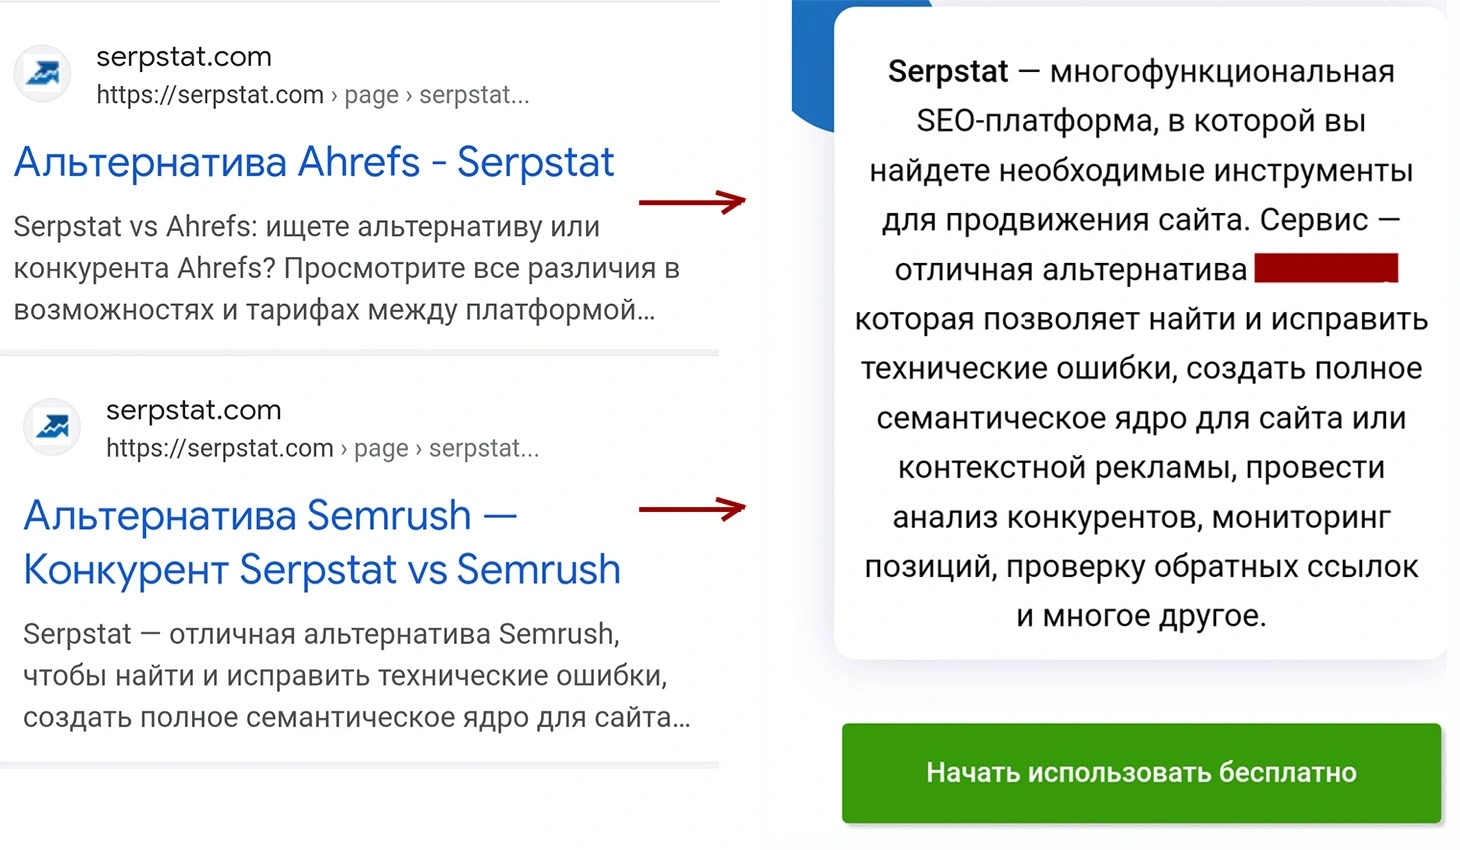 serpstat.com
https://serpstat.com › page › serpstat...
Альтернатива Ahrefs - Serpstat
Serpstat vs Ahrefs: ищете альтернативу или
конкурента Ahrefs? Просмотрите все различия в
возможностях и тарифах между платформой...
serpstat.com
https://serpstat.com › page › serpstat...
Альтернатива Semrush —
Конкурент Serpstat vs Semrush
Serpstat — отличная альтернатива Semrush,
чтобы найти и исправить технические ошибки,
создать полное семантическое ядро для сайта...
Serpstat — многофункциональная
SEO-платформа, в которой вы
найдете необходимые инструменты
для продвижения сайта. Сервис —
отличная альтернатива
которая позволяет найти и исправить
технические ошибки, создать полное
семантическое ядро для сайта или
контекстной рекламы, провести
анализ конкурентов, мониторинг
позиций, проверку обратных ссылок
и многое другое.
Начать использовать бесплатно